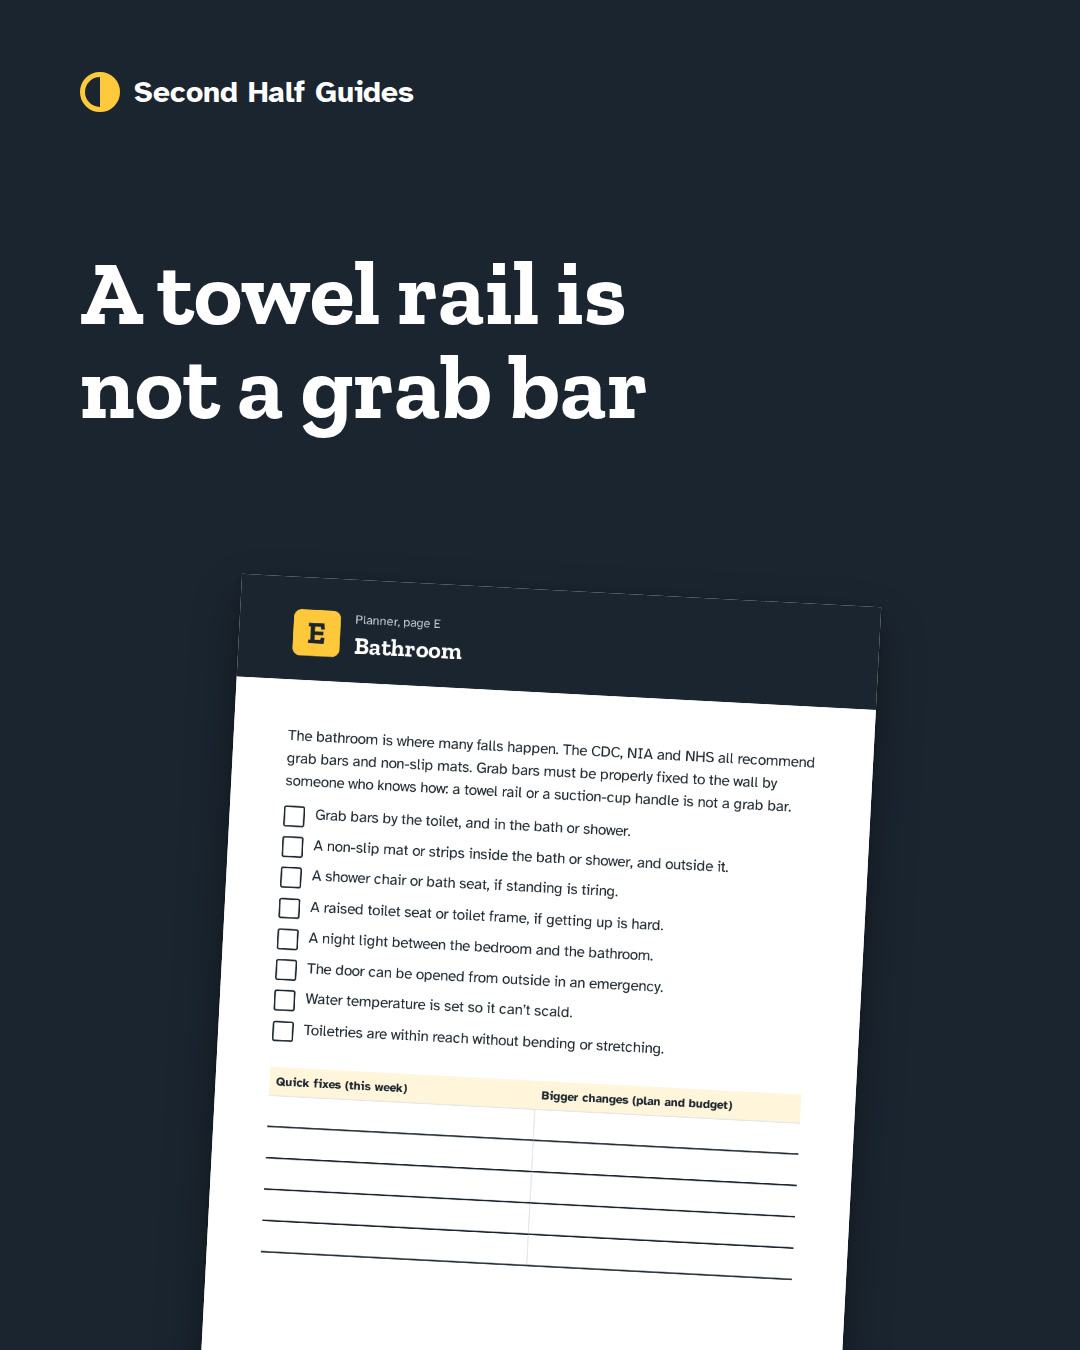 Second Half Guides
A towel rail is
not a grab bar
E
Planner, page E
Bathroom
The bathroom is where many falls happen. The CDC, NIA and NHS all recommend
grab bars and non-slip mats. Grab bars must be properly fixed to the wall by
someone who knows how: a towel rail or a suction-cup handle is not a grab bar.
Grab bars by the toilet, and in the bath or shower.
A non-slip mat or strips inside the bath or shower, and outside it.
A shower chair or bath seat, if standing is tiring.
A raised toilet seat or toilet frame, if getting up is hard.
A night light between the bedroom and the bathroom.
The door can be opened from outside in an emergency.
Water temperature is set so it can’t scald.
Toiletries are within reach without bending or stretching.
Quick fixes (this week)
Bigger changes (plan and budget)